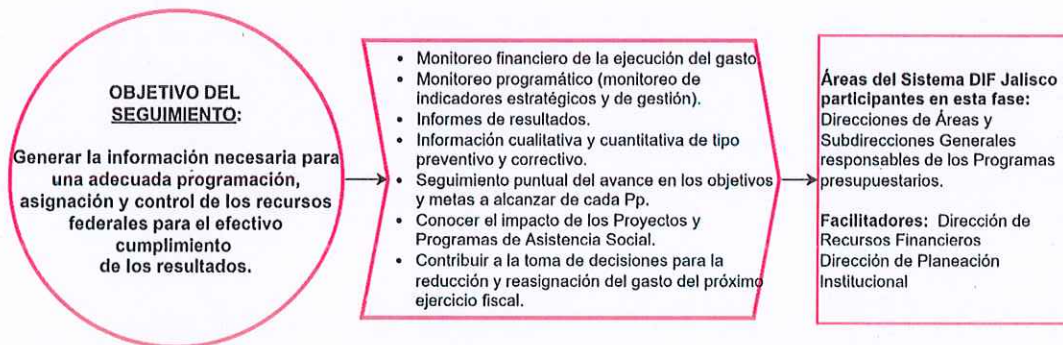 OBJETIVO DEL
SEGUIMIENTO:
Generar la información necesaria para
una adecuada programación,
asignación y control de los recursos
federales para el efectivo
cumplimiento
de los resultados.
• Monitoreo financiero de la ejecución del gasto.
• Monitoreo programático (monitoreo de
indicadores estratégicos y de gestión).
• Informes de resultados.
• Información cualitativa y cuantitativa de tipo
preventivo y correctivo.
• Seguimiento puntual del avance en los objetivos
y metas a alcanzar de cada Pp.
• Conocer el impacto de los Proyectos y
Programas de Asistencia Social.
• Contribuir a la toma de decisiones para la
reducción y reasignación del gasto del próximo
ejercicio fiscal.
Áreas del Sistema DIF Jalisco
participantes en esta fase:
Direcciones de Áreas y
Subdirecciones Generales
responsables de los Programas
presupuestarios.
Facilitadores: Dirección de
Recursos Financieros
Dirección de Planeación
Institucional